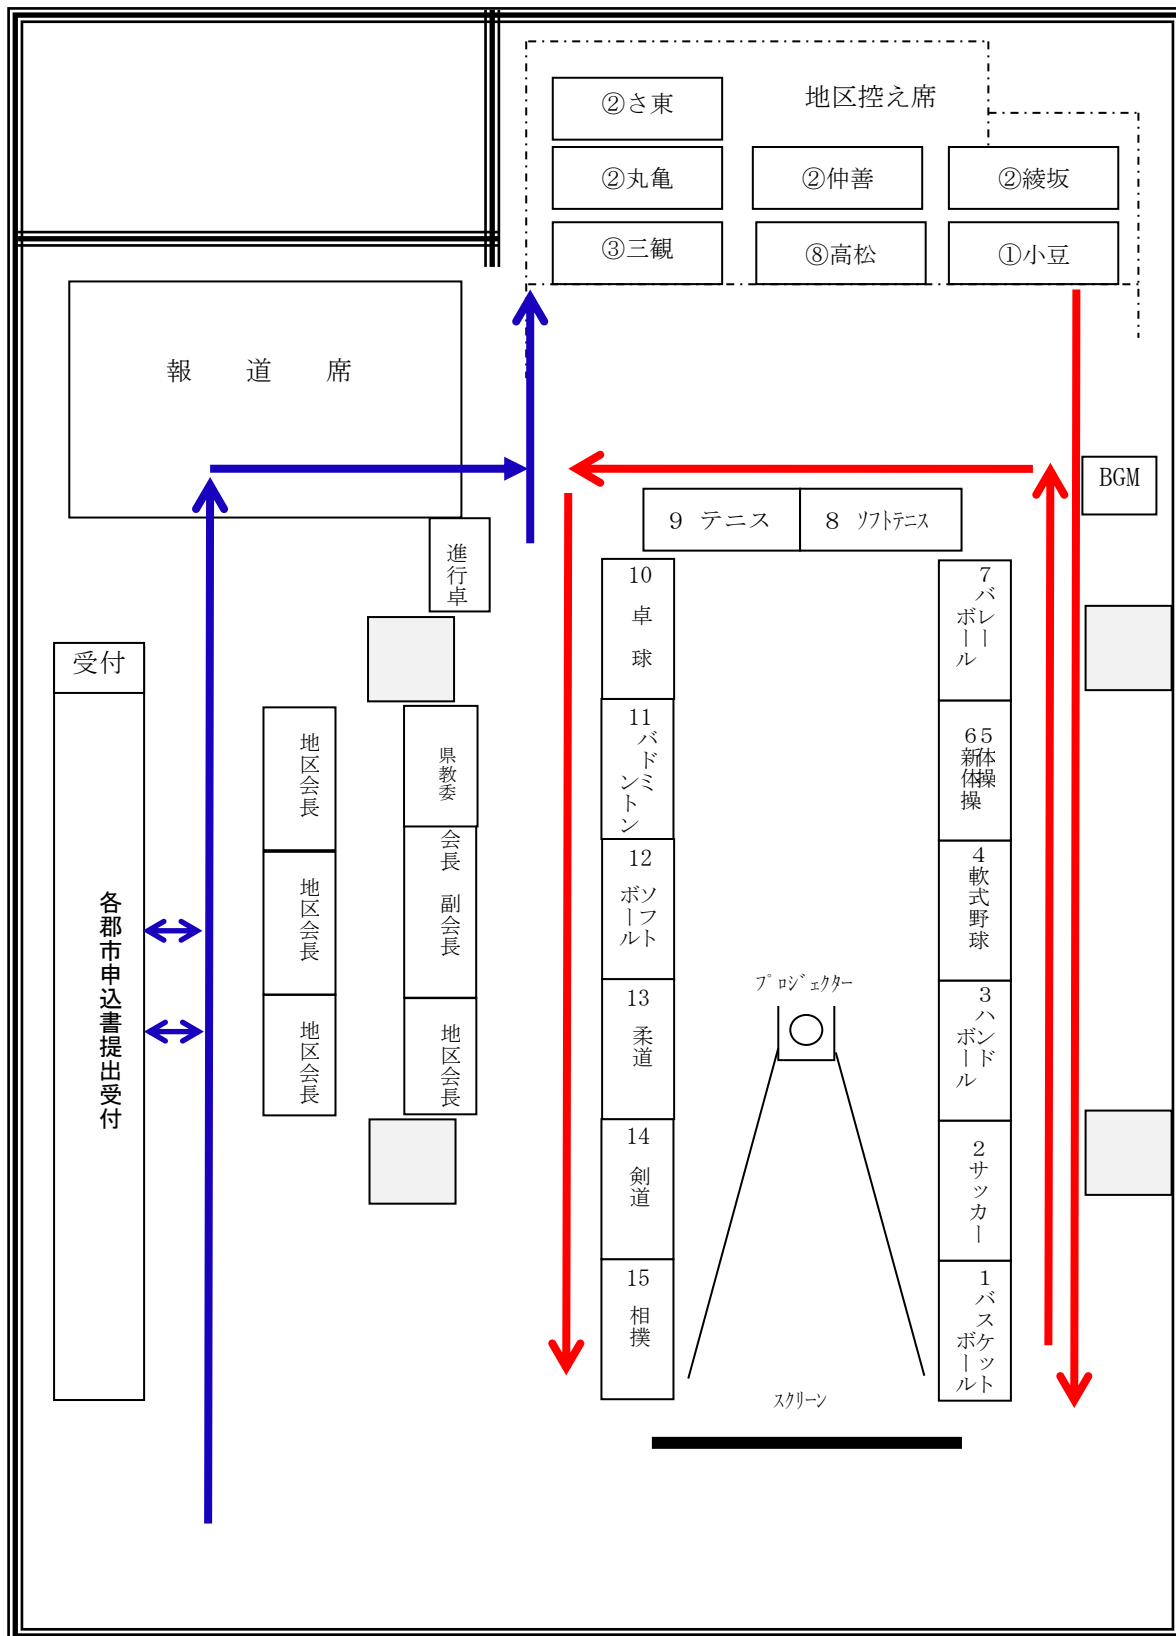 地区控え席
②さ東
②丸亀
②仲善
②綾坂
③三観
⑧高松
①小豆
報　道　席
BGM
進行卓
9 テニス
8 ソフトテニス
受付
各郡市申込書提出受付
地区会長
地区会長
地区会長
県教委
会長 副会長
地区会長
10
卓球
11
バドミ
ントン
12
ソフト
ボール
13
柔道
14
剣道
15
相撲
7
バレー
ボール
5体操
6新体操
4
軟式野球
3
ハンド
ボール
2
サッカー
1
バスケット
ボール
プロジェクター
スクリーン